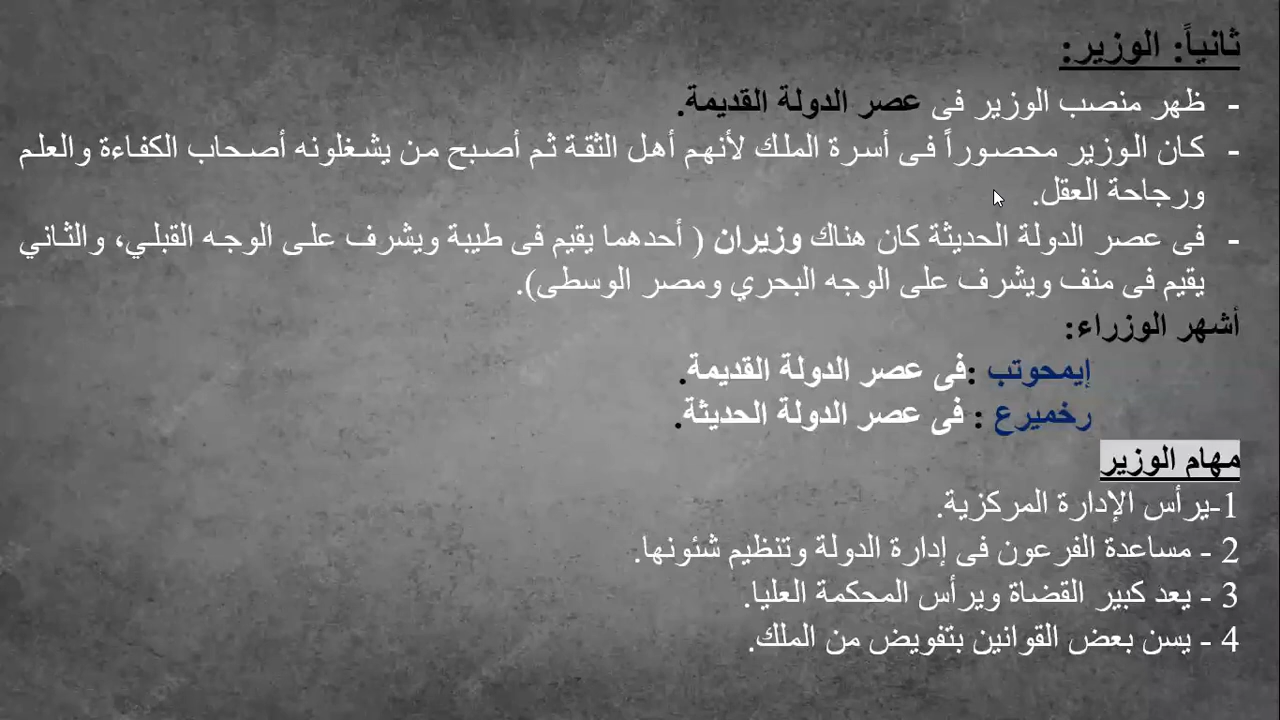 ثانياً: الوزير:
- ظهر منصب الوزير فى عصر الدولة القديمة.
- كان الوزير محصوراً فى أسرة الملك لأنهم أهل الثقة ثم أصبح من يشغلونه أصحاب الكفاءة والعلم
ورجاحة العقل.
- فى عصر الدولة الحديثة كان هناك وزيران ( أحدهما يقيم فى طيبة ويشرف على الوجه القبلي، والثاني
يقيم فى منف ويشرف على الوجه البحري ومصر الوسطى).
أشهر الوزراء:
إيمحوتب :فى عصر الدولة القديمة.
رخميرع : فى عصر الدولة الحديثة.
مهام الوزير
1-يرأس الإدارة المركزية.
2 - مساعدة الفرعون فى إدارة الدولة وتنظيم شئونها.
3 - يعد كبير القضاة ويرأس المحكمة العليا.
4 - يسن بعض القوانين بتفويض من الملك.